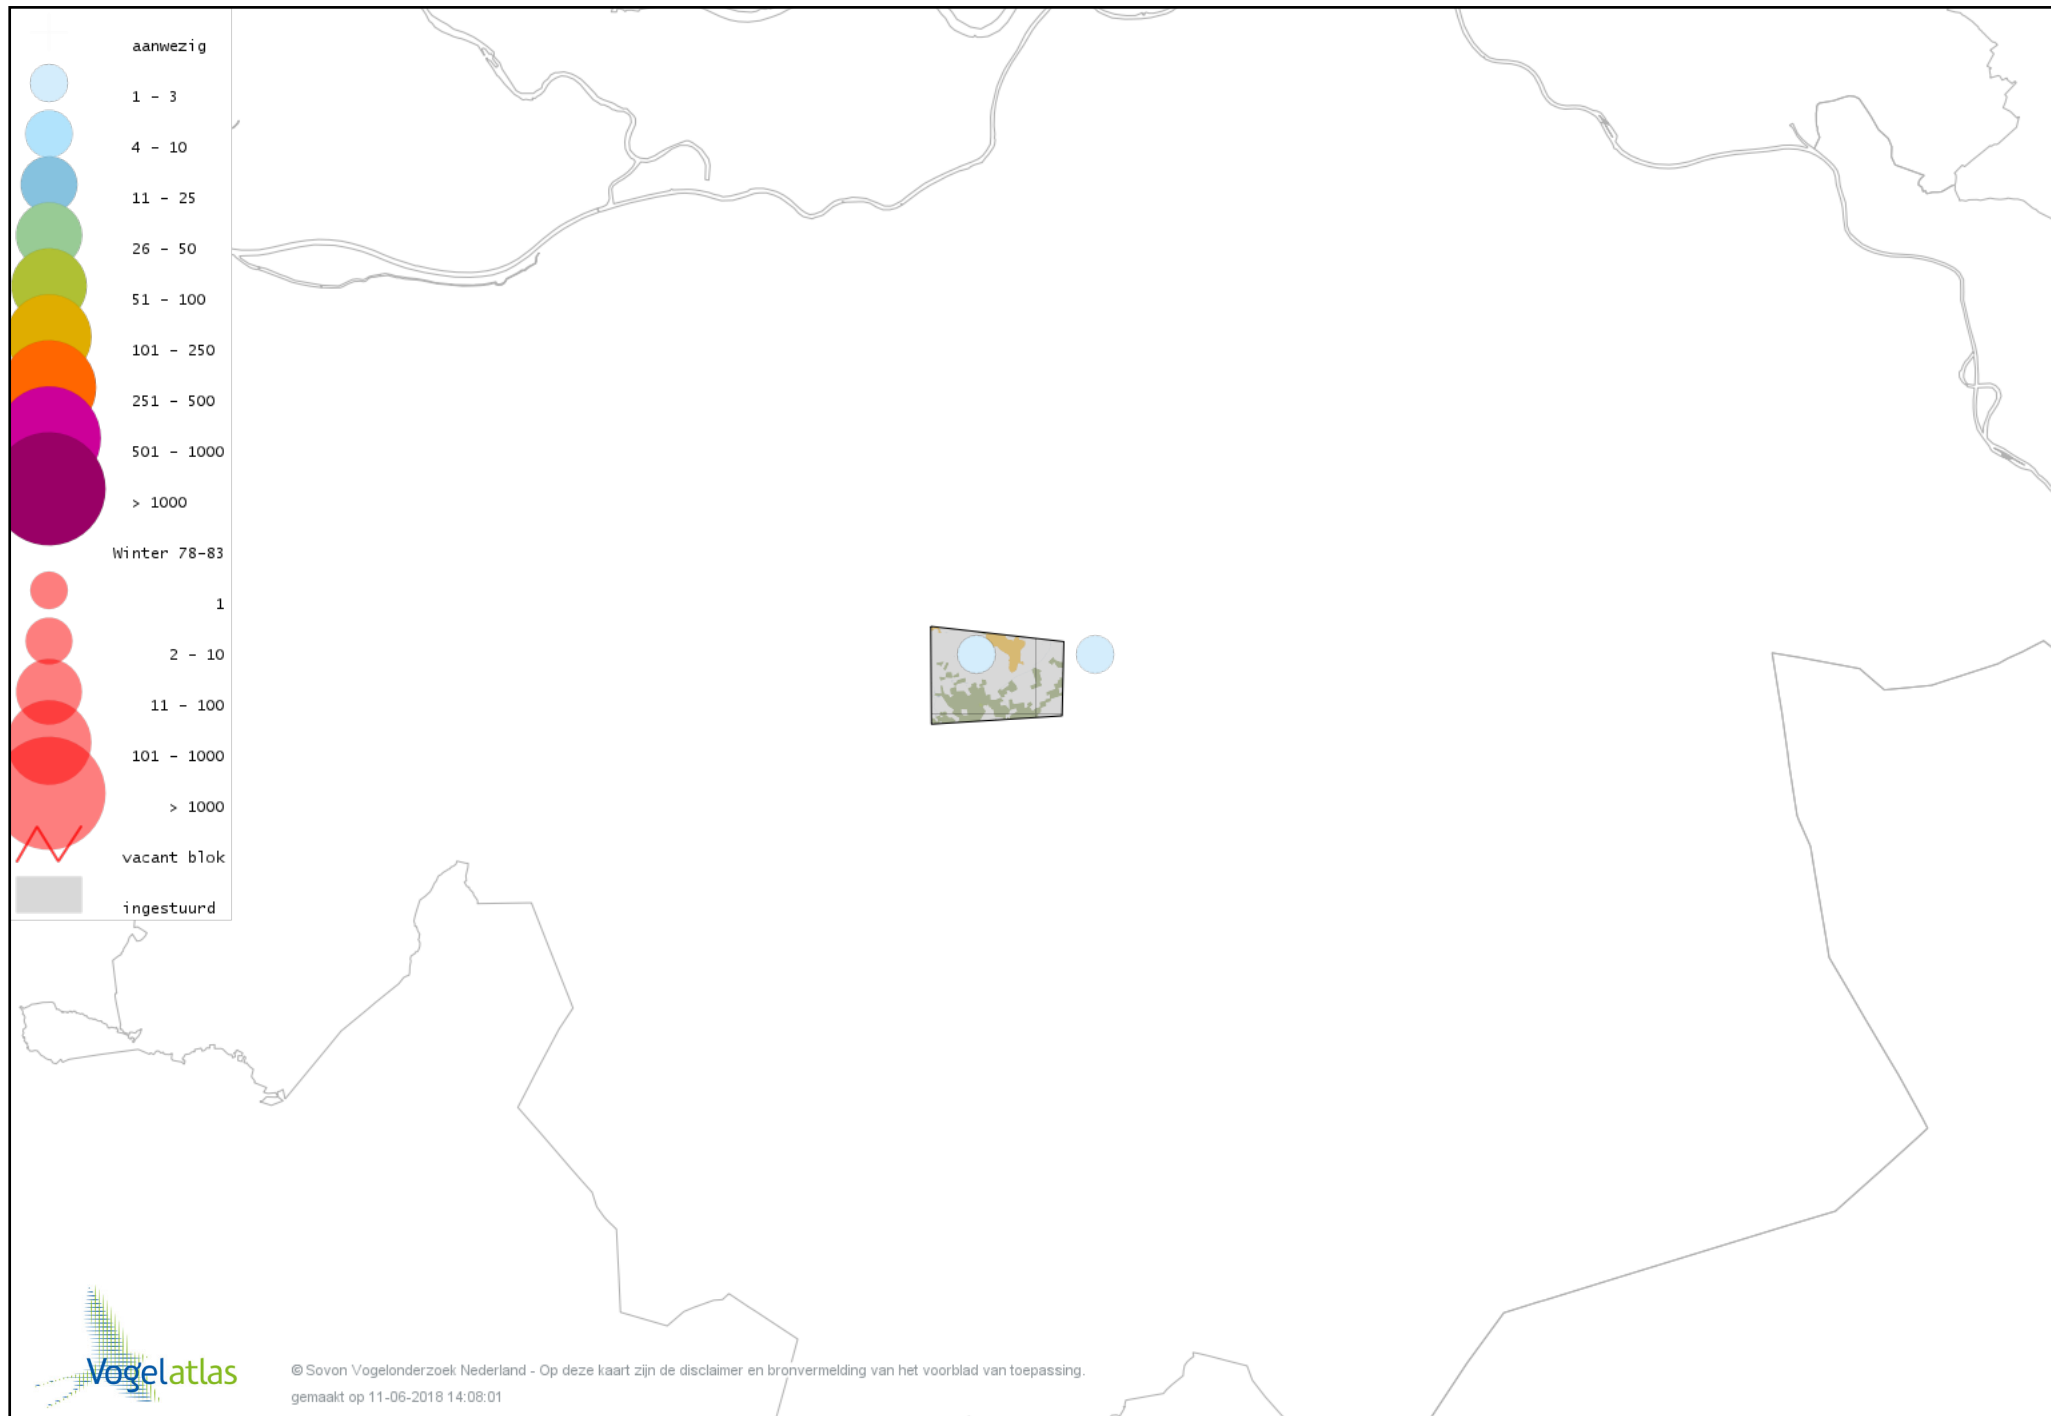 aanwezig
1 - 3
4 - 10
11 - 25
26 - 50
51 - 100
101 - 250
251 - 500
501 - 1000
> 1000
Winter 78-83
1
2 - 10
11 - 100
101 - 1000
> 1000
vacant blok
ingestuurd
Vogelatlas
© Sovon Vogelonderzoek Nederland - Op deze kaart zijn de disclaimer en bronvermelding van het voorblad van toepassing.
gemaakt op 11-06-2018 14:08:01